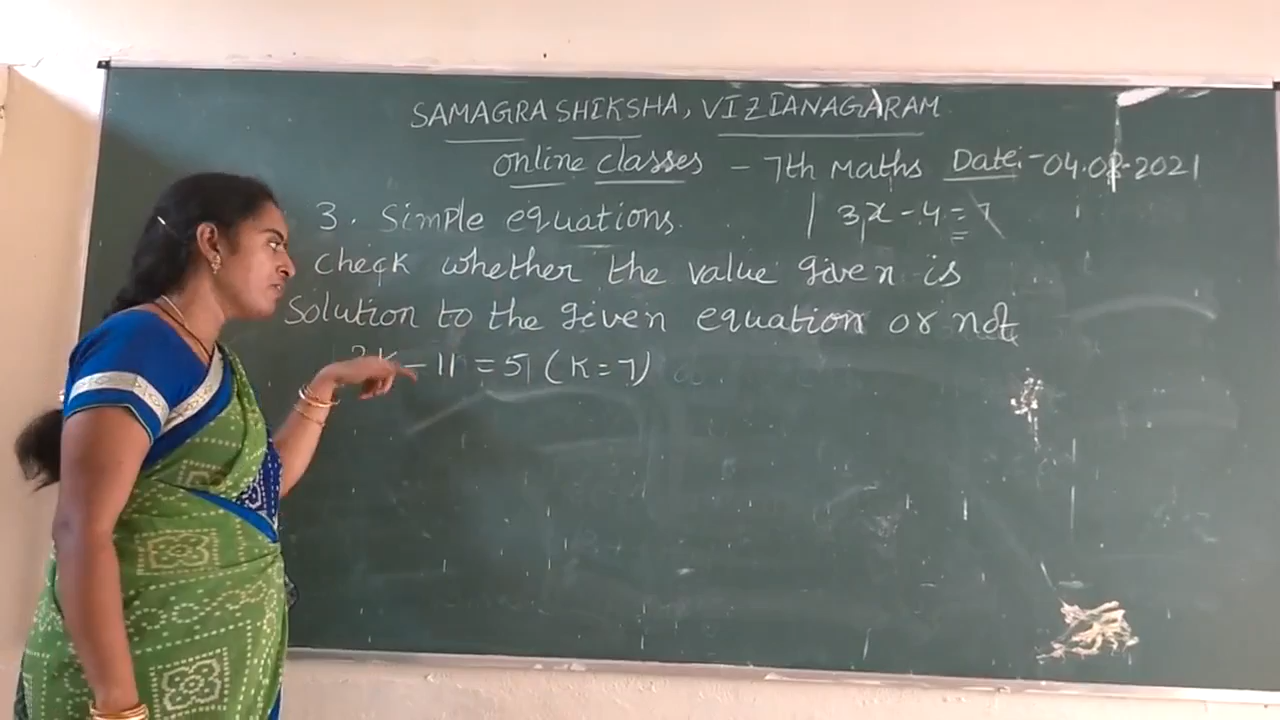 SAMAGRA SHIKSHA, VIZIANAGARAM
Online classes - 7th Maths Date:- 04.08.2021
3. Simple equations. | 3x - 4 = 7
check whether the value given is
Solution to the given equation or not
2k - 11 = 5 (k = 7)